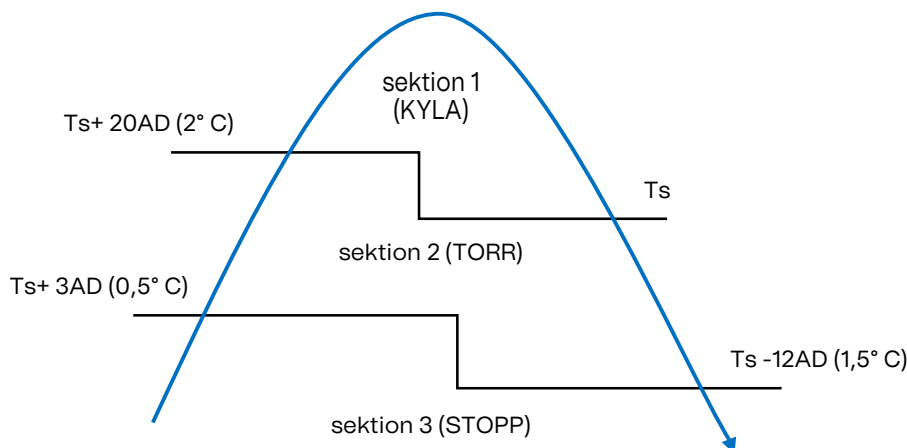 sektion 1
(KYLA)
Ts+ 20AD (2° C)
Ts
sektion 2 (TORR)
Ts+ 3AD (0,5° C)
Ts -12AD (1,5° C)
sektion 3 (STOPP)